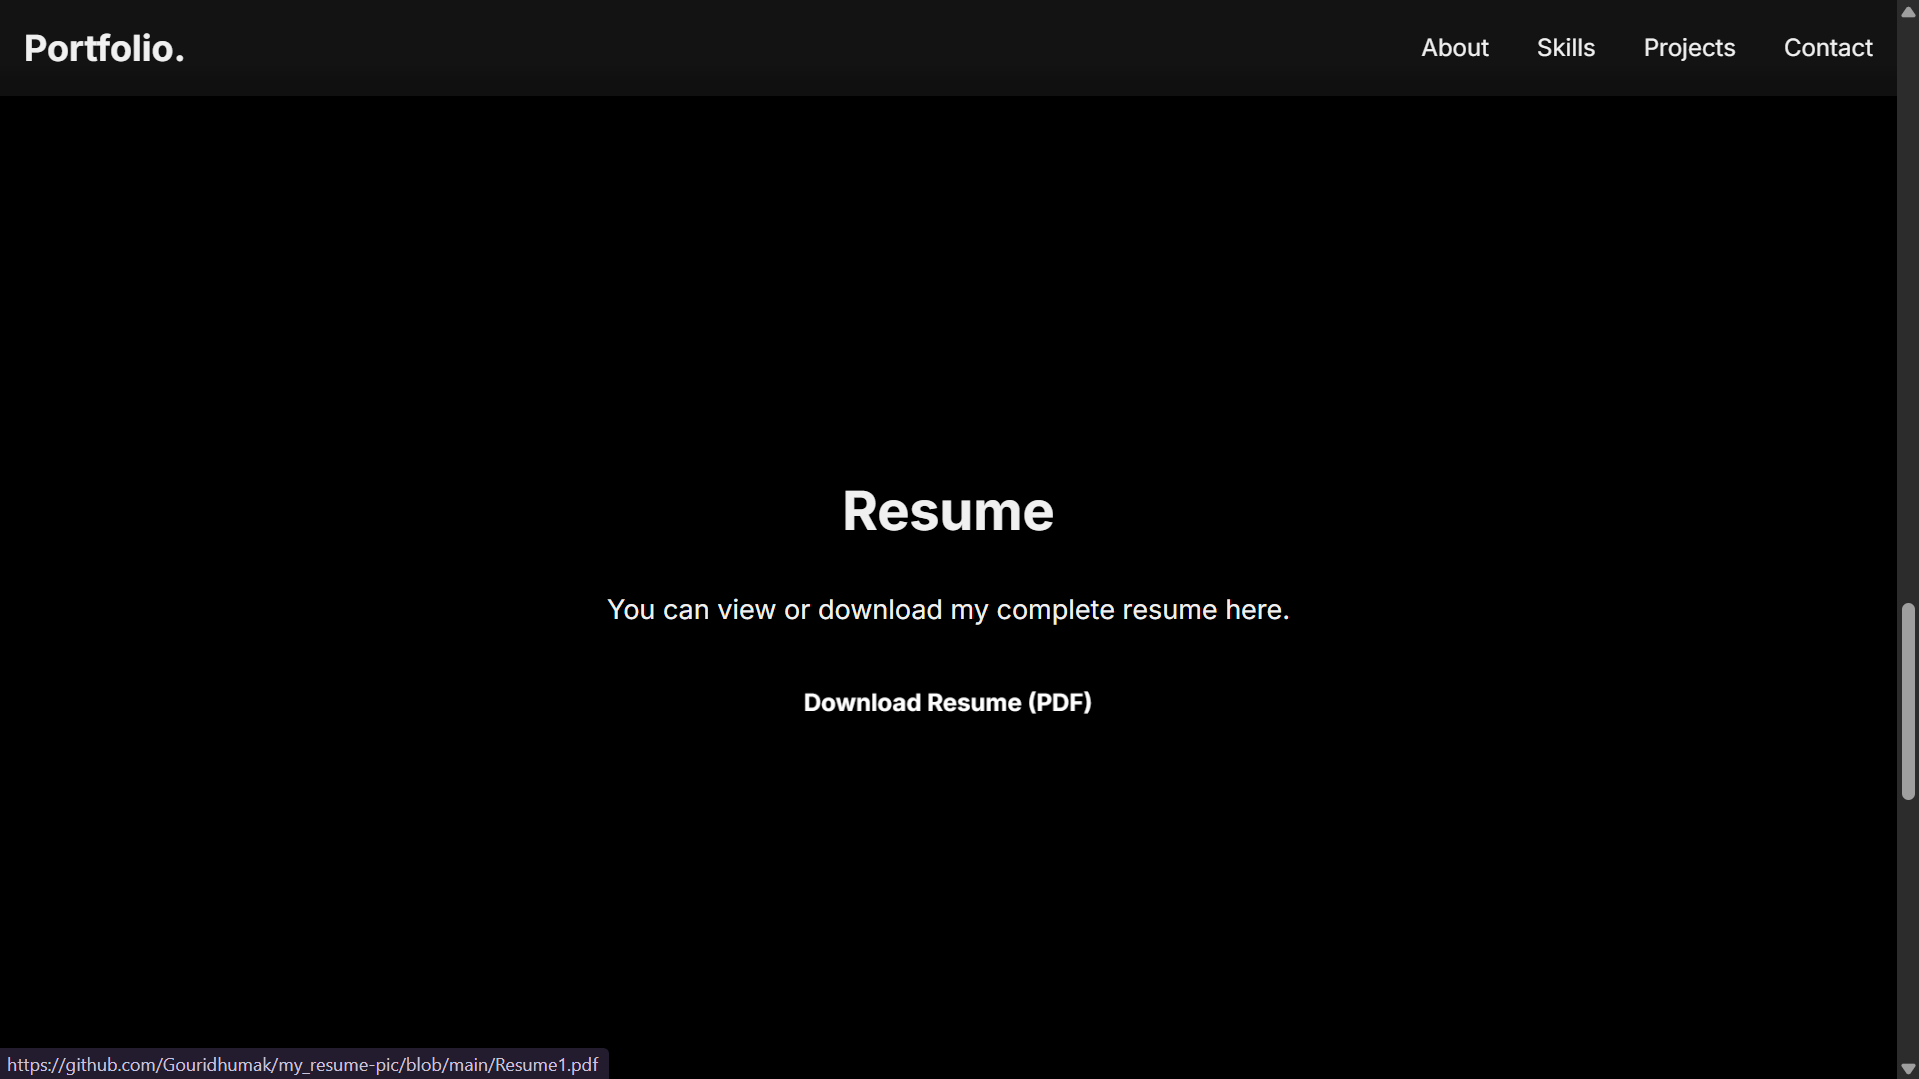 Portfolio.
About Skills Projects Contact
Resume
You can view or download my complete resume here.
Download Resume (PDF)
https://github.com/Gouridhumak/my_resume-pic/blob/main/Resume1.pdf